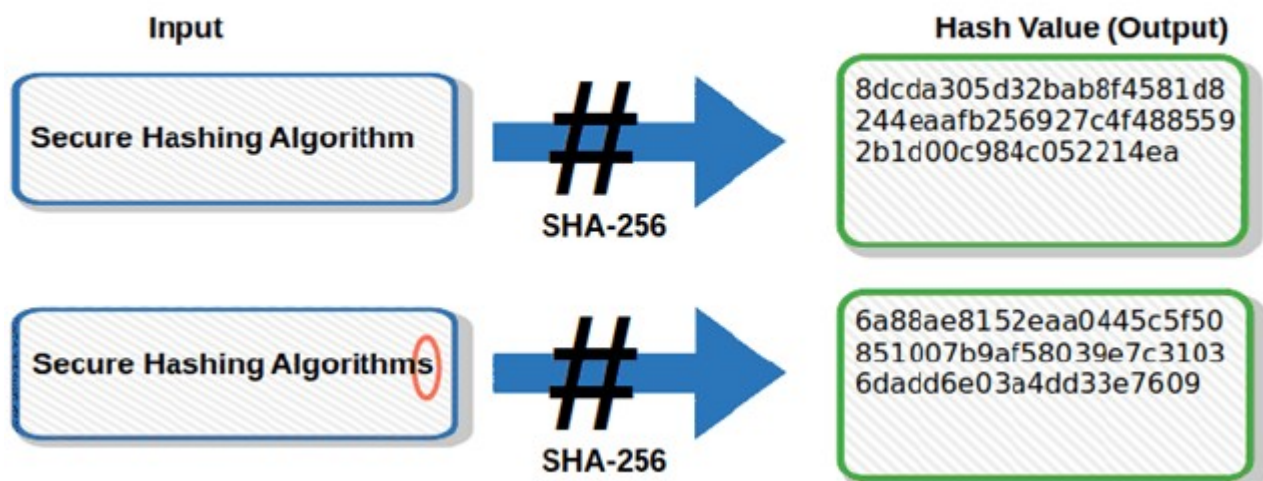 Input
Hash Value (Output)
Secure Hashing Algorithm
#
SHA-256
8dcda305d32bab8f4581d8
244eaafb256927c4f488559
2b1d00c984c052214ea
Secure Hashing Algorithms
#
SHA-256
6a88ae8152eaa0445c5f50
851007b9af58039e7c3103
6dadd6e03a4dd33e7609